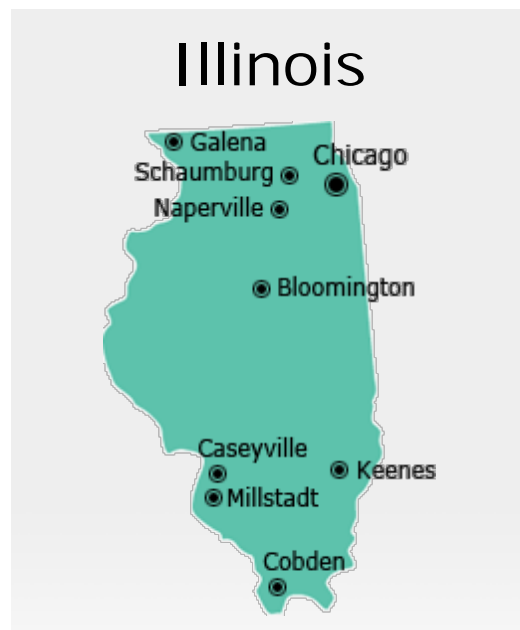 Illinois
Galena
Chicago
Schaumburg
Naperville
Bloomington
Caseyville
Keenes
Millstadt
Cobden